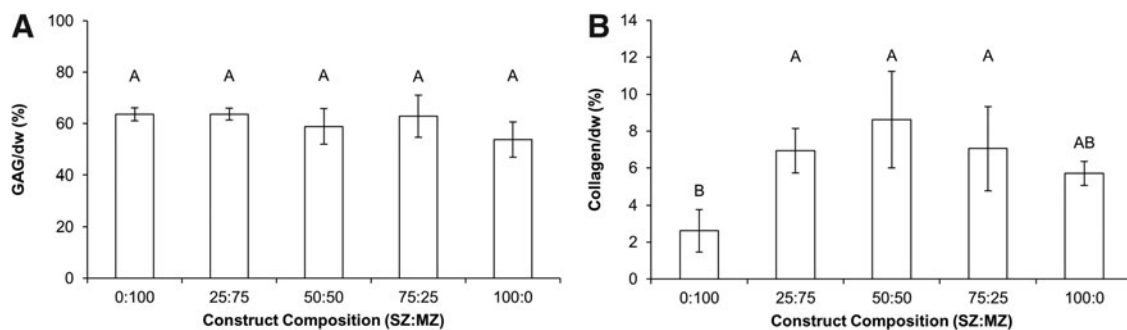 A
GAG/dw (%)
100
80
60
40
20
0
A
A
A
A
A
0:100 25:75 50:50 75:25 100:0
Construct Composition (SZ:MZ)
B
Collagen/dw (%)
14
12
10
8
6
4
2
0
B
A
A
A
AB
0:100 25:75 50:50 75:25 100:0
Construct Composition (SZ:MZ)